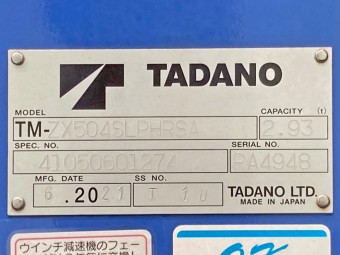 TADANO
MODEL
CAPACITY (t)
TM-ZX504SLPHRSA
2.93
SPEC. NO.
SERIAL NO.
41050601274
RA4948
MFG. DATE
SS NO.
6 .2021
I 10
TADANO LTD.
MADE IN JAPAN
ウインチ減速機のフェー